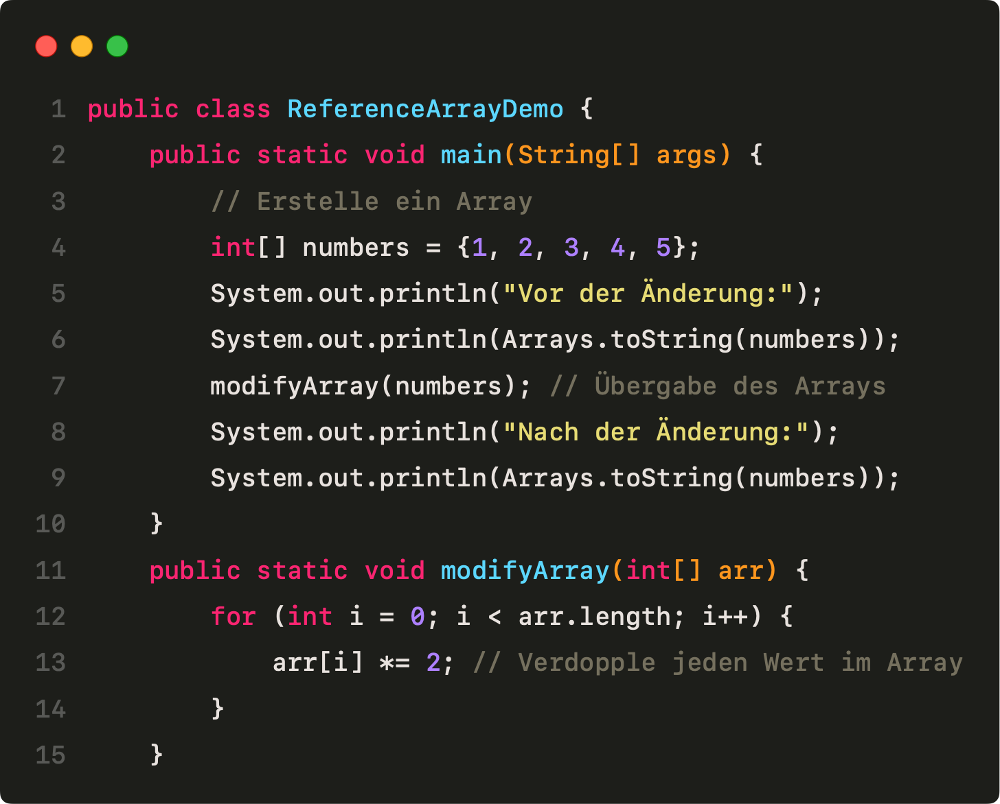 1 public class ReferenceArrayDemo {
2     public static void main(String[] args) {
3         // Erstelle ein Array
4         int[] numbers = {1, 2, 3, 4, 5};
5         System.out.println("Vor der Änderung:");
6         System.out.println(Arrays.toString(numbers));
7         modifyArray(numbers); // Übergabe des Arrays
8         System.out.println("Nach der Änderung:");
9         System.out.println(Arrays.toString(numbers));
10     }
11     public static void modifyArray(int[] arr) {
12         for (int i = 0; i < arr.length; i++) {
13             arr[i] *= 2; // Verdopple jeden Wert im Array
14         }
15     }